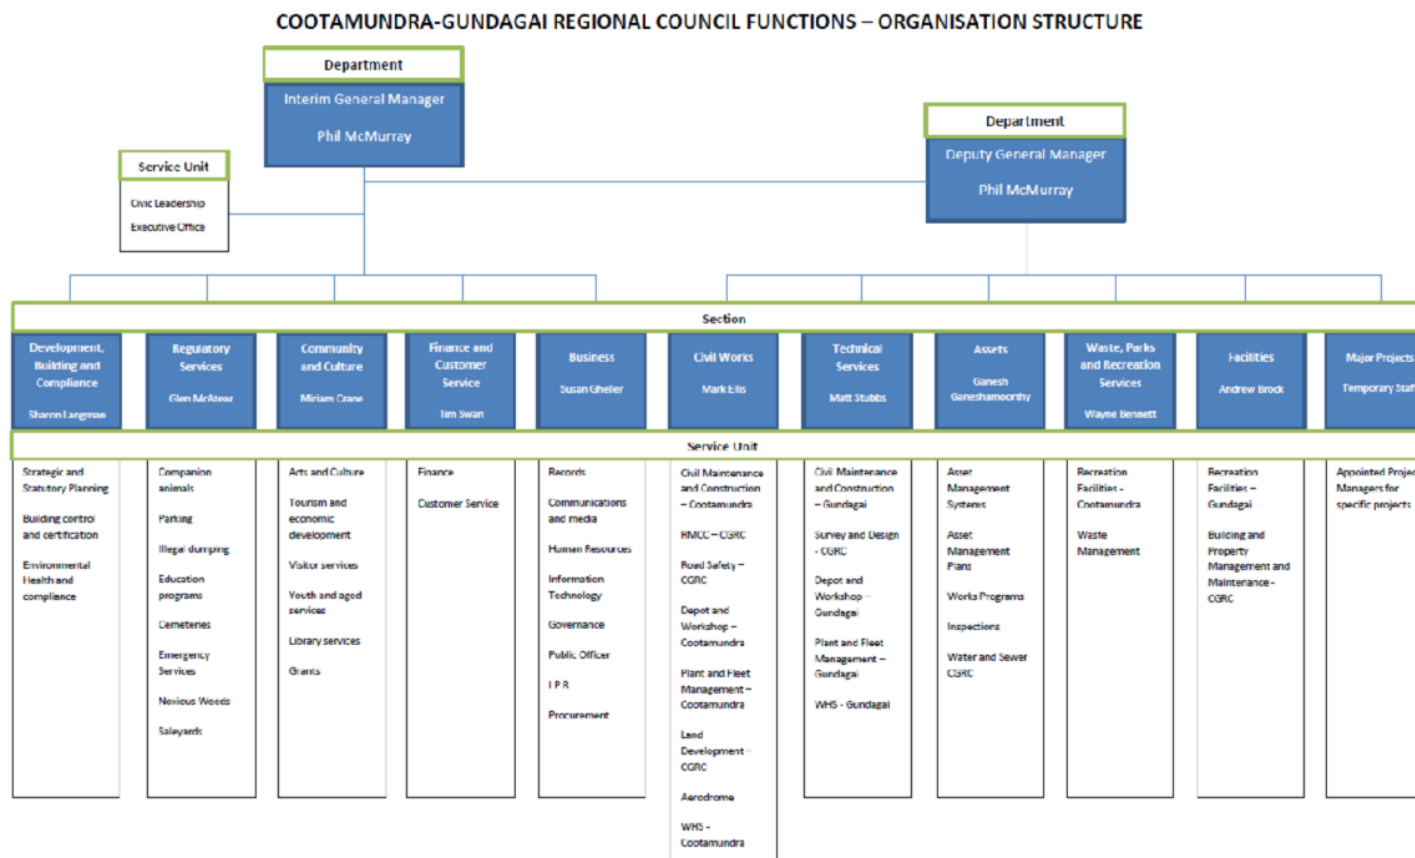 COOTAMUNDRA-GUNDAGAI REGIONAL COUNCIL FUNCTIONS – ORGANISATION STRUCTURE
Department
Interim General Manager
Phil McMurray
Department
Deputy General Manager
Phil McMurray
Service Unit
Civic Leadership
Executive Office
Section
Development,
Building and
Compliance
Sharon Langman
Regulatory
Services
Glen McAtear
Community
and Culture
Miriam Crane
Finance and
Customer
Service
Tim Swan
Business
Susan Gheller
Civil Works
Mark Ellis
Technical
Services
Matt Stubbs
Assets
Ganesh
Ganeshamoorthy
Waste, Parks
and Recreation
Services
Wayne Bennett
Facilities
Andrew Brock
Major Projects
Temporary Staff
Service Unit
Strategic and
Statutory Planning
Building control
and certification
Environmental
Health and
compliance
Companion
animals
Parking
Illegal dumping
Education
programs
Cemeteries
Emergency
Services
Noxious Weeds
Saleyards
Arts and Culture
Tourism and
economic
development
Visitor services
Youth and aged
services
Library services
Grants
Finance
Customer Service
Records
Communications
and media
Human Resources
Information
Technology
Governance
Public Officer
I P R
Procurement
Civil Maintenance
and Construction
– Cootamundra
RMCC – CGRC
Road Safety –
CGRC
Depot and
Workshop –
Cootamundra
Plant and Fleet
Management –
Cootamundra
Land
Development –
CGRC
Aerodrome
WHS -
Cootamundra
Civil Maintenance
and Construction
– Gundagai
Survey and Design
- CGRC
Depot and
Workshop –
Gundagai
Plant and Fleet
Management –
Gundagai
WHS - Gundagai
Asset
Management
Systems
Asset
Management
Plans
Works Programs
Inspections
Water and Sewer
CGRC
Recreation
Facilities -
Cootamundra
Waste
Management
Recreation
Facilities –
Gundagai
Building and
Property
Management and
Maintenance -
CGRC
Appointed Project
Managers for
specific projects